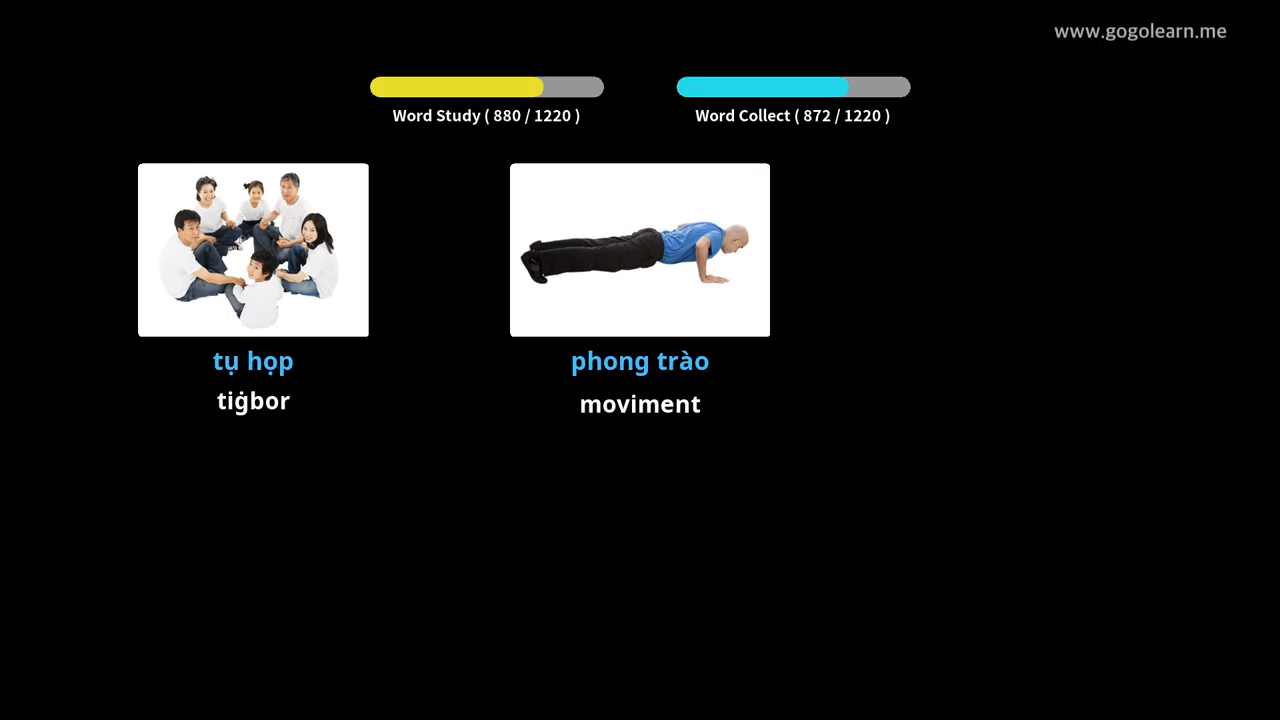 www.gogolearn.me
Word Study ( 880 / 1220 )
Word Collect ( 872 / 1220 )
tụ họp
tiġbor
phong trào
moviment